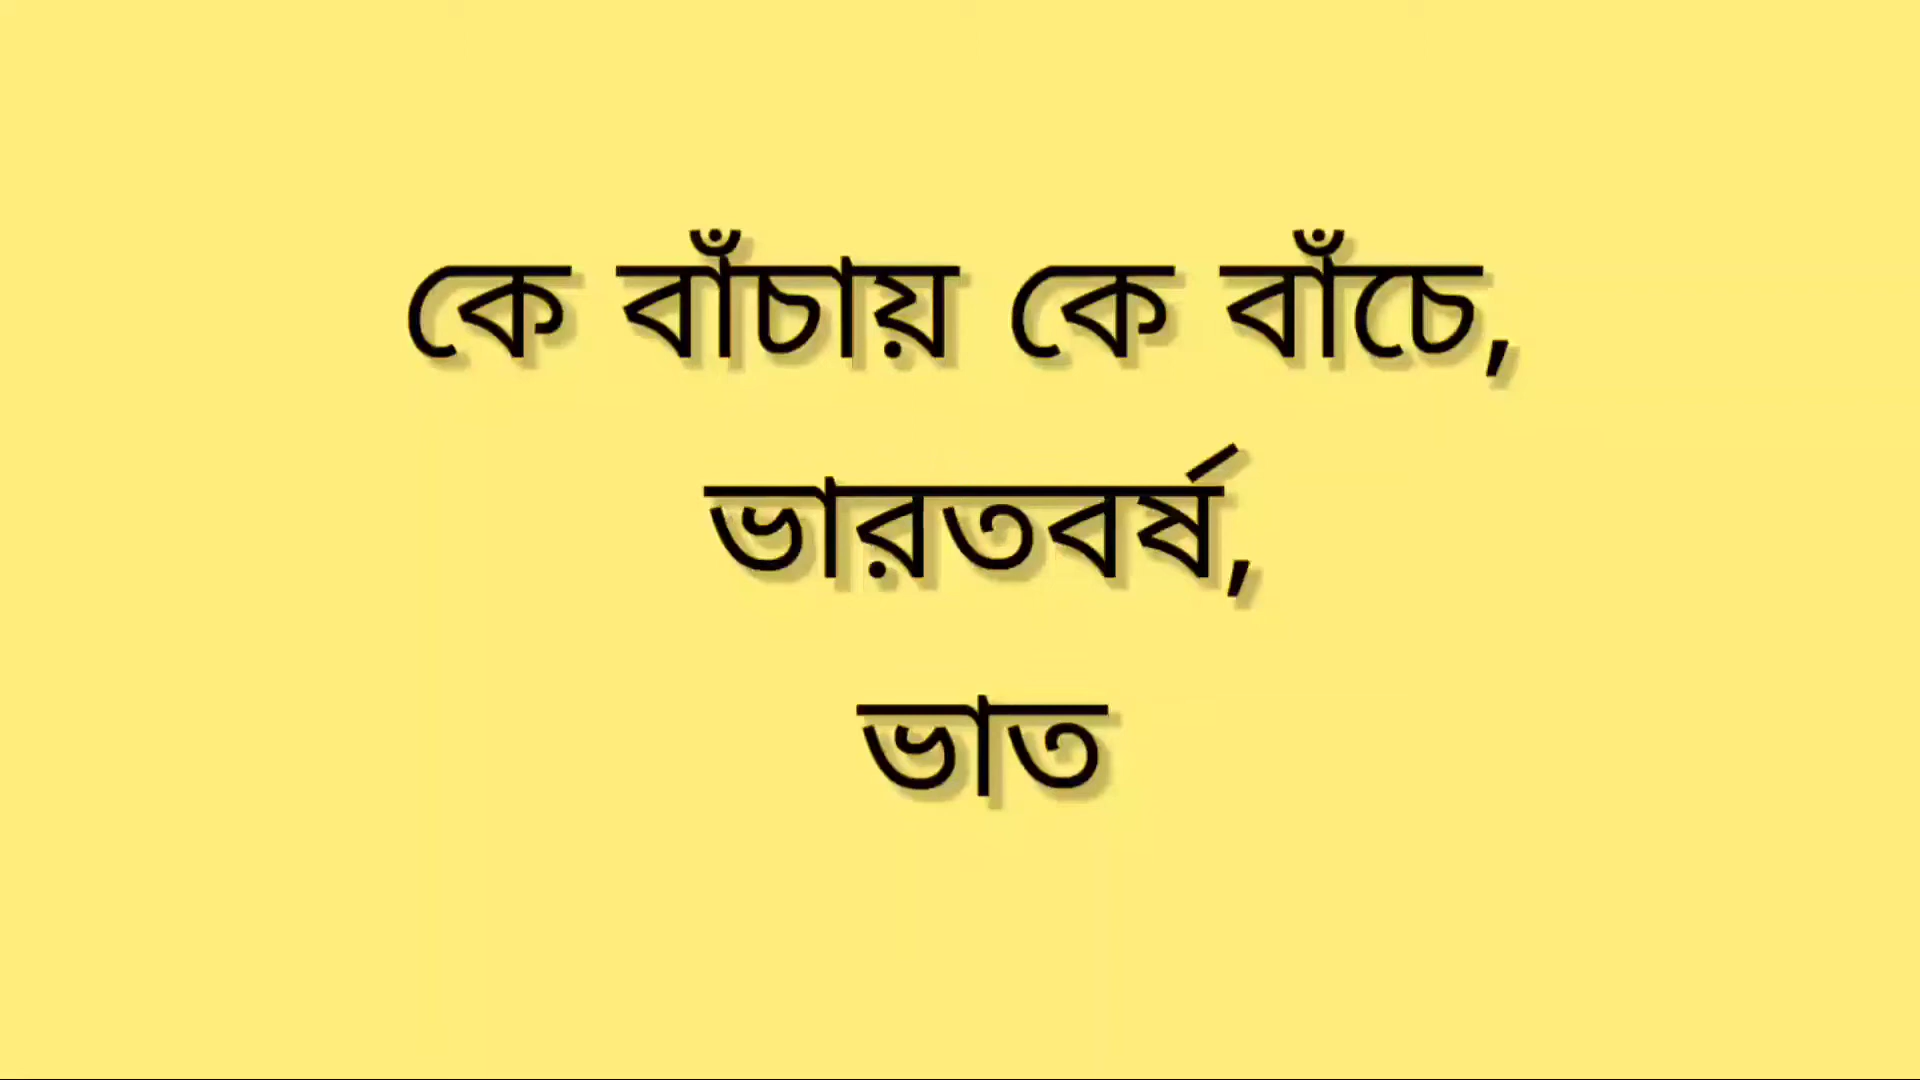 কে বাঁচায় কে বাঁচে,
ভারতবর্ষ,
ভাত